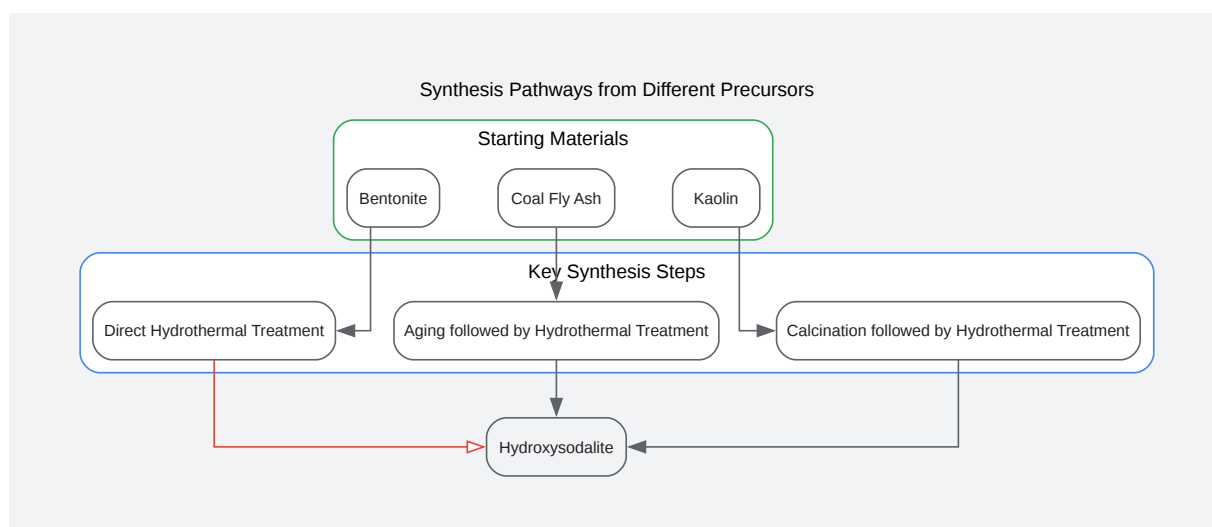 Synthesis Pathways from Different Precursors
Starting Materials
Bentonite
Coal Fly Ash
Kaolin
Key Synthesis Steps
Direct Hydrothermal Treatment
Aging followed by Hydrothermal Treatment
Calcination followed by Hydrothermal Treatment
Hydroxysodalite